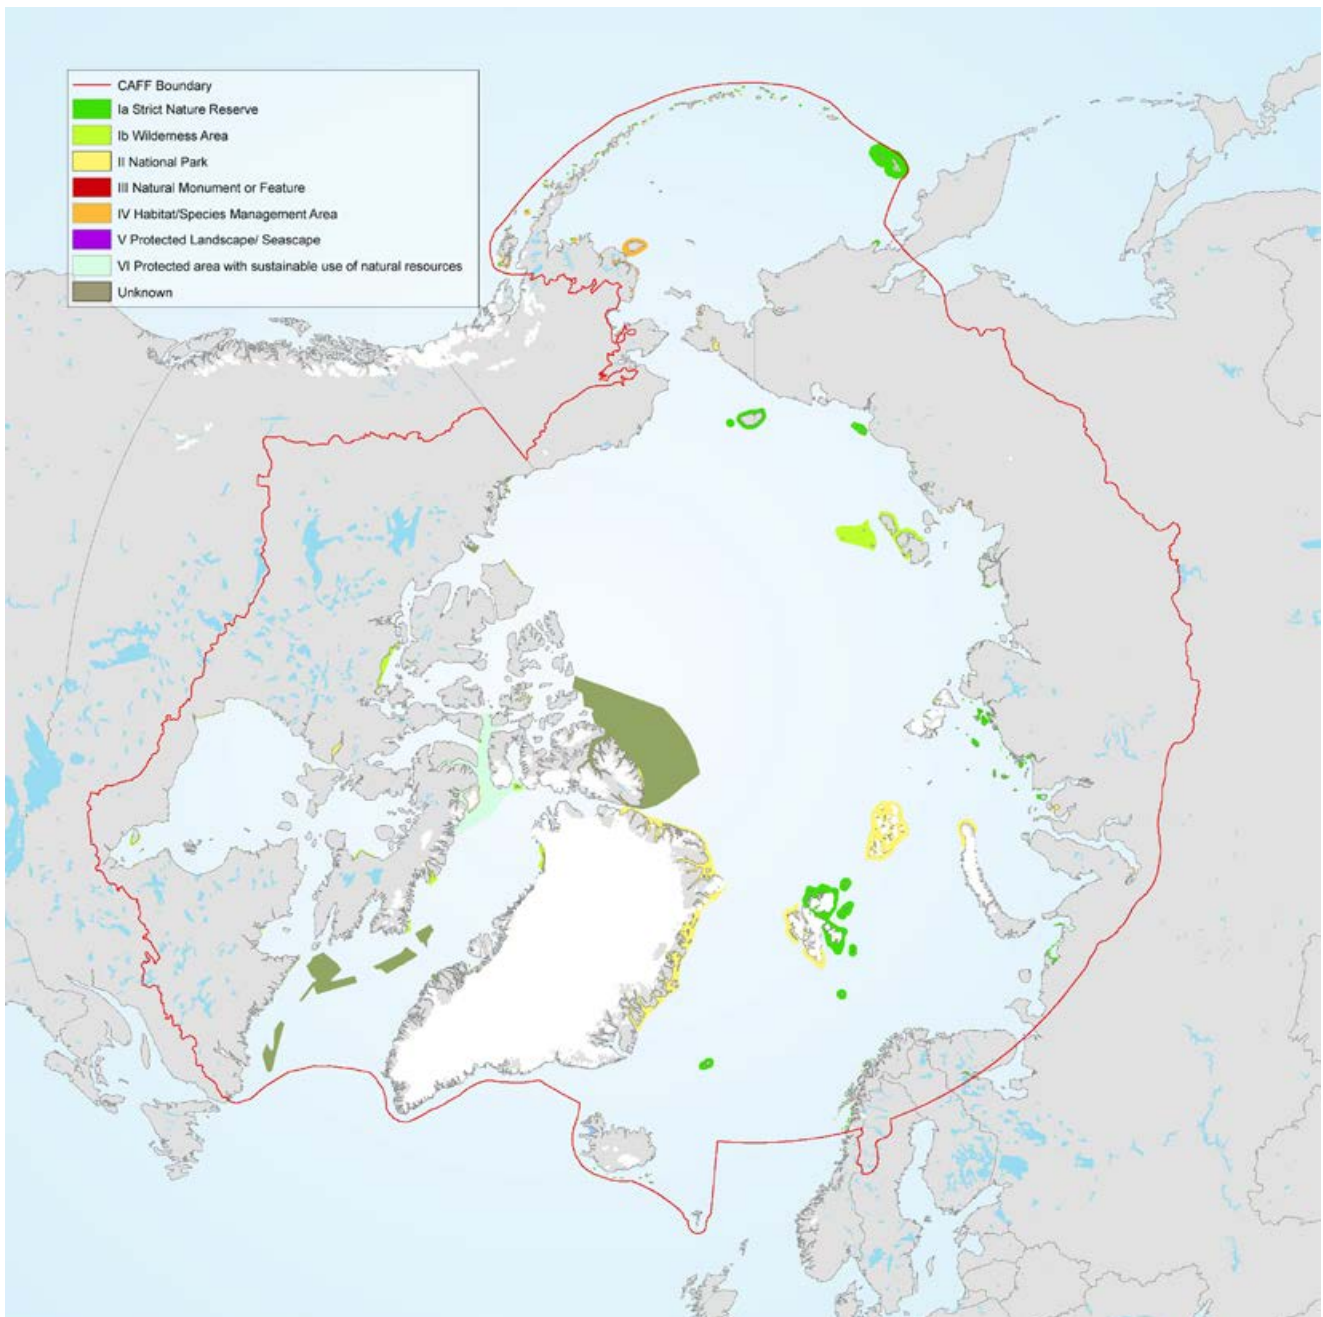 CAFF Boundary
Ia Strict Nature Reserve
Ib Wilderness Area
II National Park
III Natural Monument or Feature
IV Habitat/Species Management Area
V Protected Landscape/ Seascape
VI Protected area with sustainable use of natural resources
Unknown